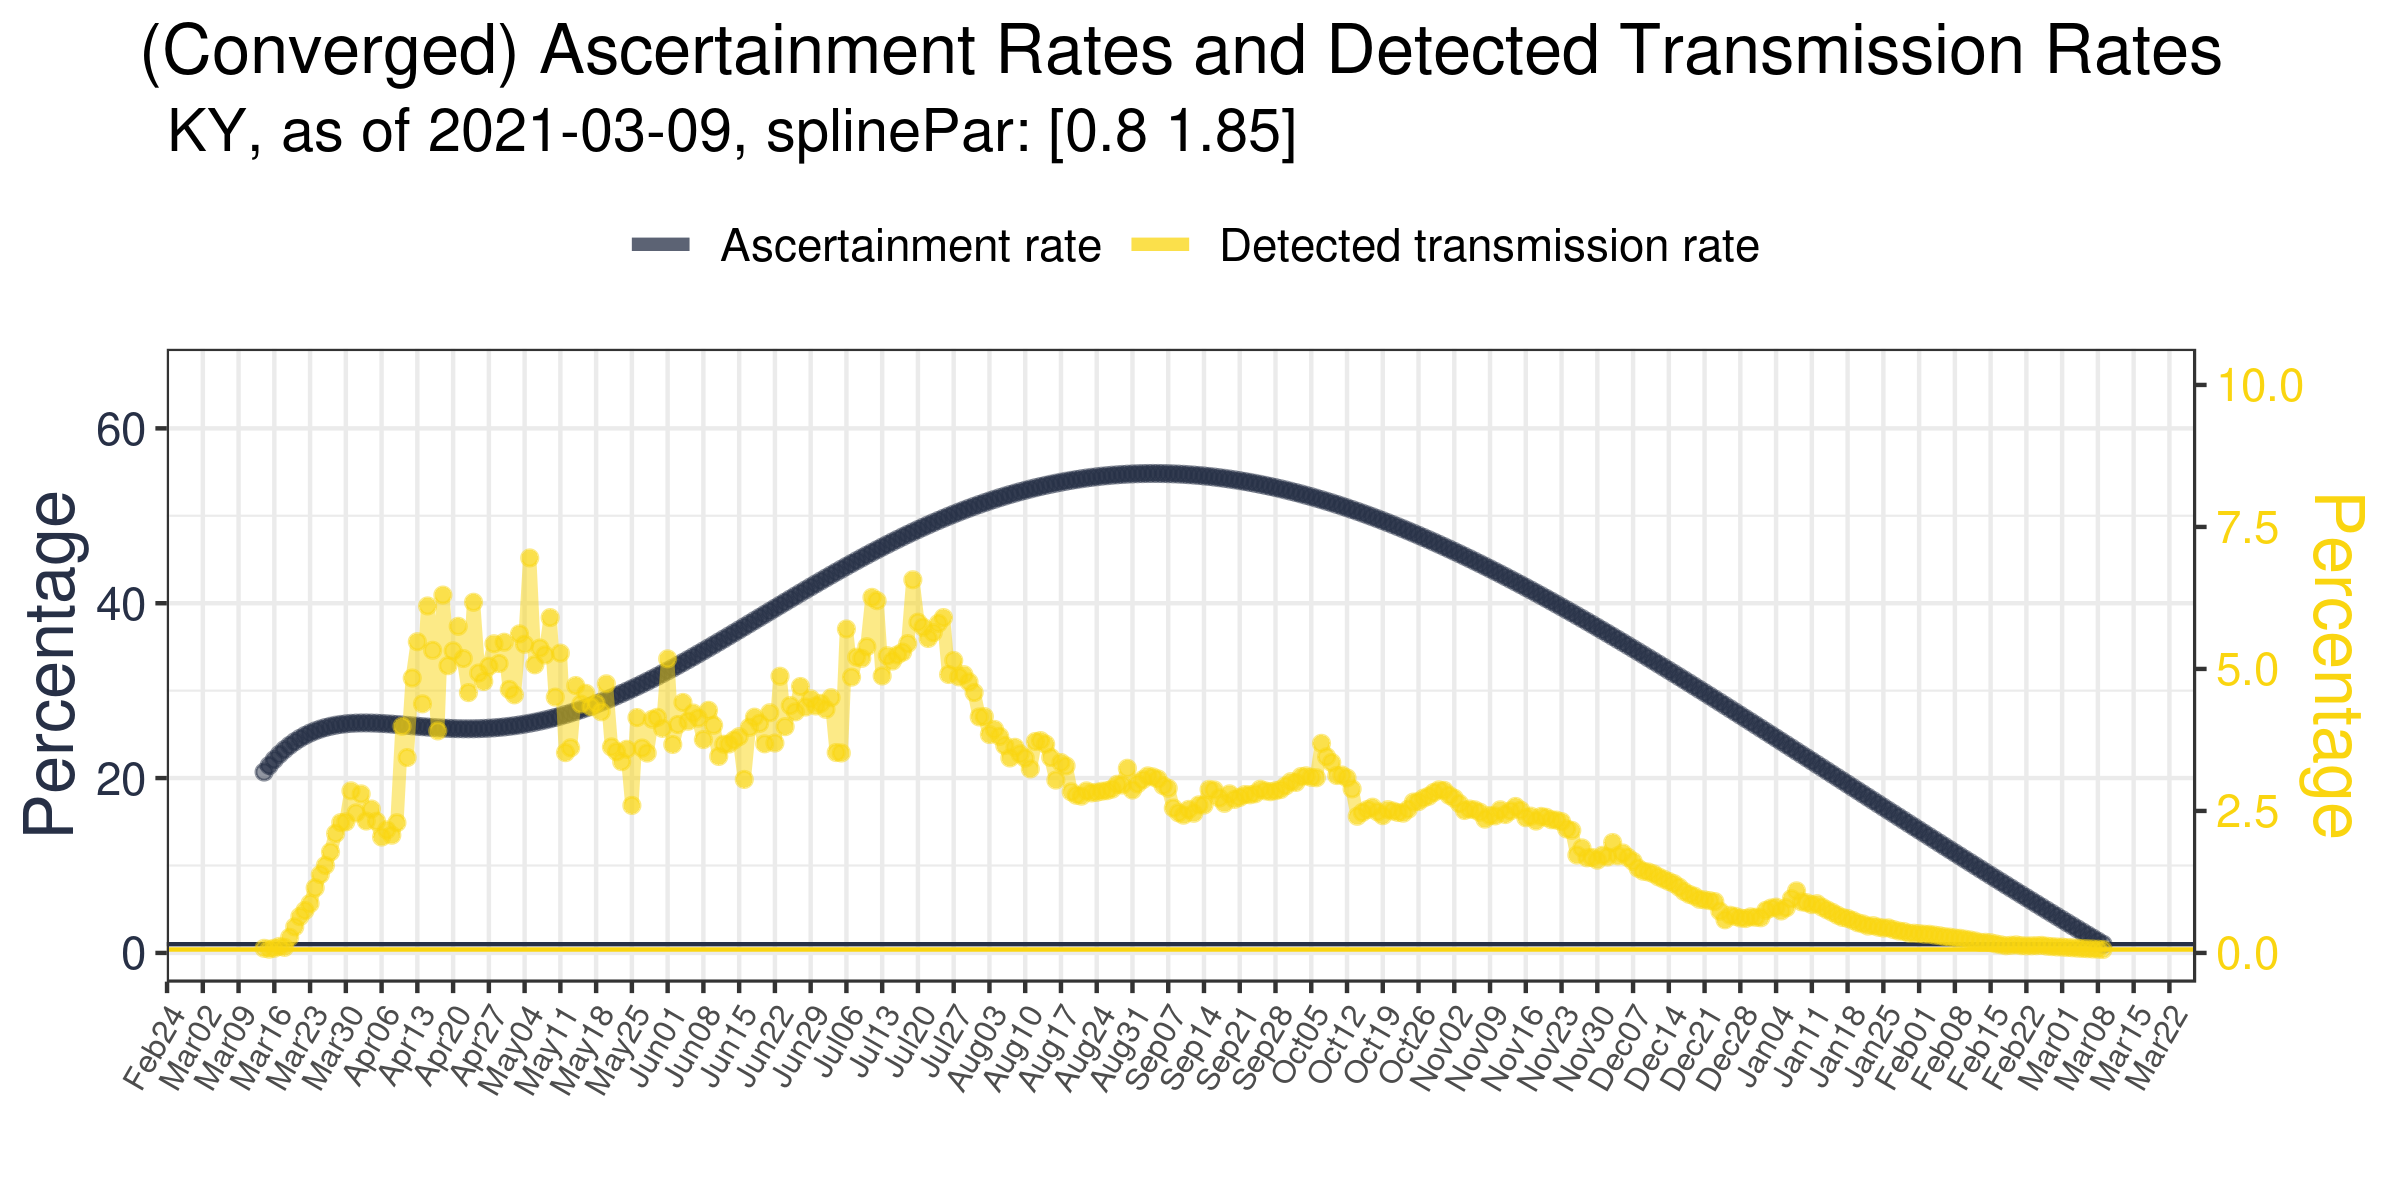 (Converged) Ascertainment Rates and Detected Transmission Rates
KY, as of 2021-03-09, splinePar: [0.8 1.85]
Ascertainment rate Detected transmission rate
Percentage
60
40
20
0
10.0
7.5
5.0
2.5
0.0
Percentage
Feb24
Mar02
Mar09
Mar16
Mar23
Mar30
Apr06
Apr13
Apr20
Apr27
May04
May11
May18
May25
Jun01
Jun08
Jun15
Jun22
Jun29
Jul06
Jul13
Jul20
Jul27
Aug03
Aug10
Aug17
Aug24
Aug31
Sep07
Sep14
Sep21
Sep28
Oct05
Oct12
Oct19
Oct26
Nov02
Nov09
Nov16
Nov23
Nov30
Dec07
Dec14
Dec21
Dec28
Jan04
Jan11
Jan18
Jan25
Feb01
Feb08
Feb15
Feb22
Mar01
Mar08
Mar15
Mar22